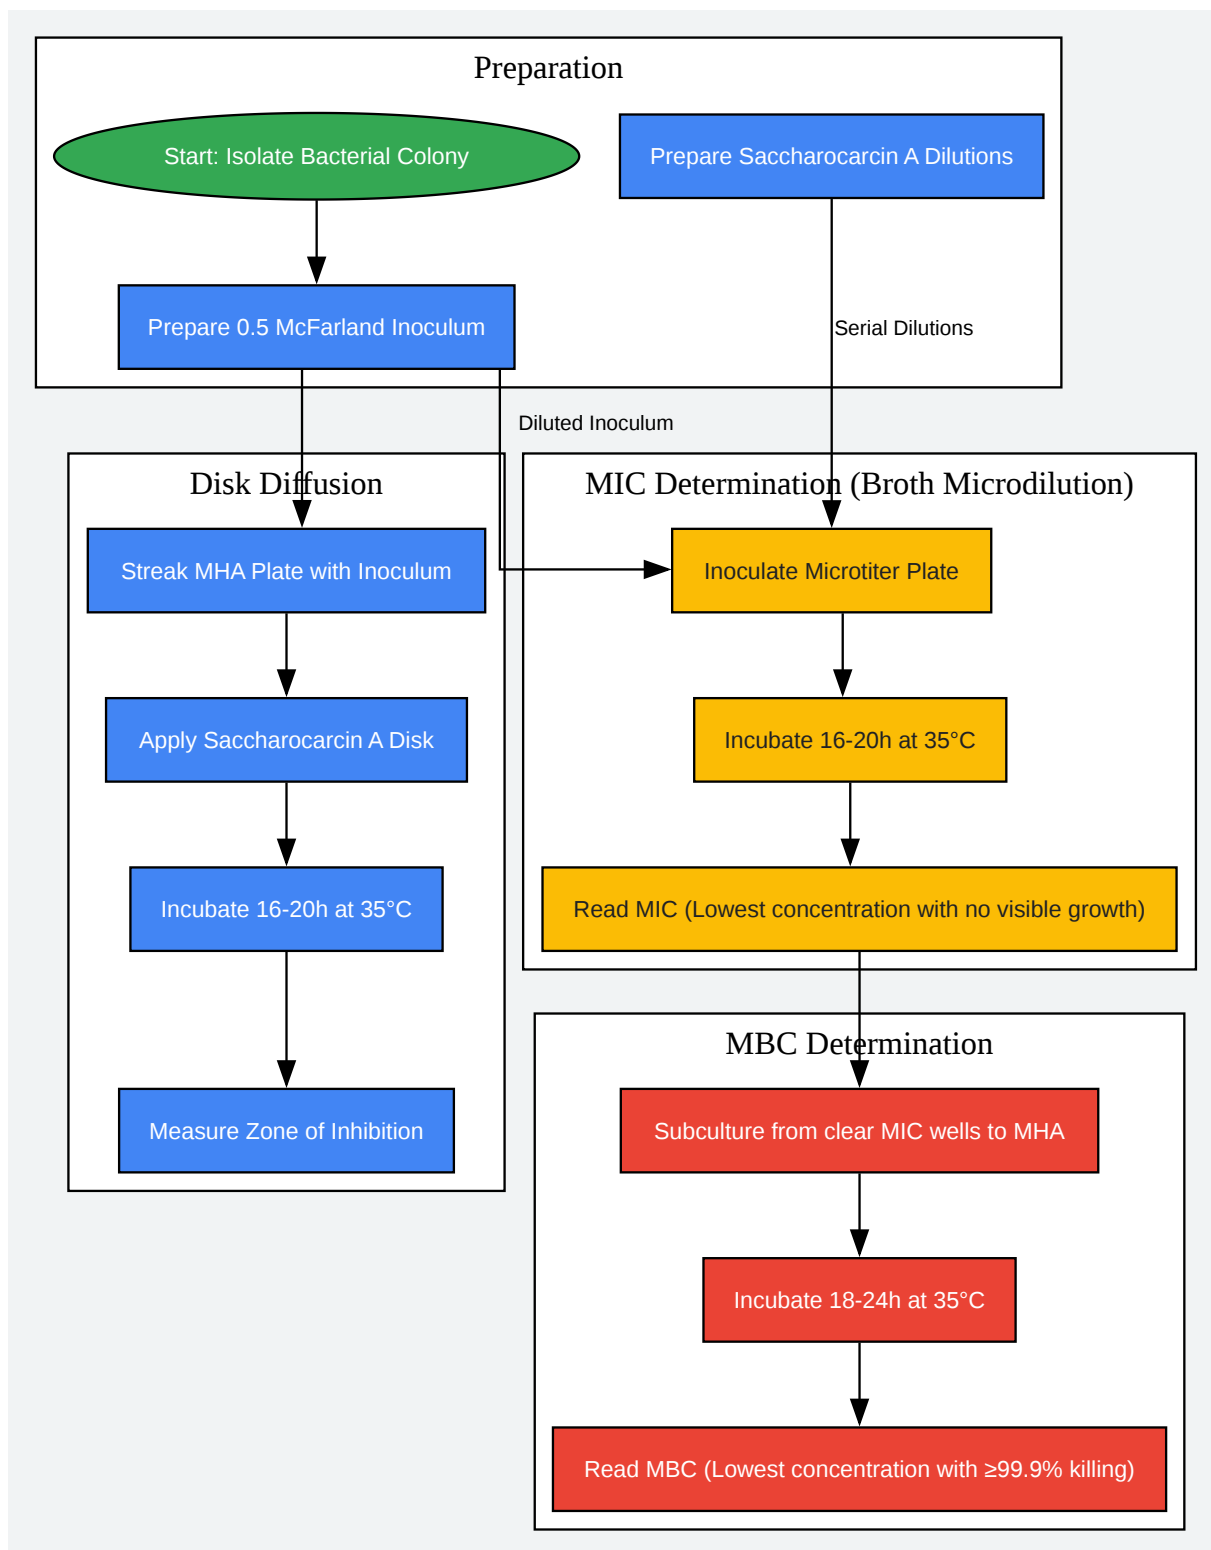 Preparation
Start: Isolate Bacterial Colony
Prepare Saccharocarcin A Dilutions
Prepare 0.5 McFarland Inoculum
Serial Dilutions
Diluted Inoculum
Disk Diffusion
MIC Determination (Broth Microdilution)
Streak MHA Plate with Inoculum
Inoculate Microtiter Plate
Apply Saccharocarcin A Disk
Incubate 16-20h at 35°C
Incubate 16-20h at 35°C
Read MIC (Lowest concentration with no visible growth)
MBC Determination
Measure Zone of Inhibition
Subculture from clear MIC wells to MHA
Incubate 18-24h at 35°C
Read MBC (Lowest concentration with ≥99.9% killing)